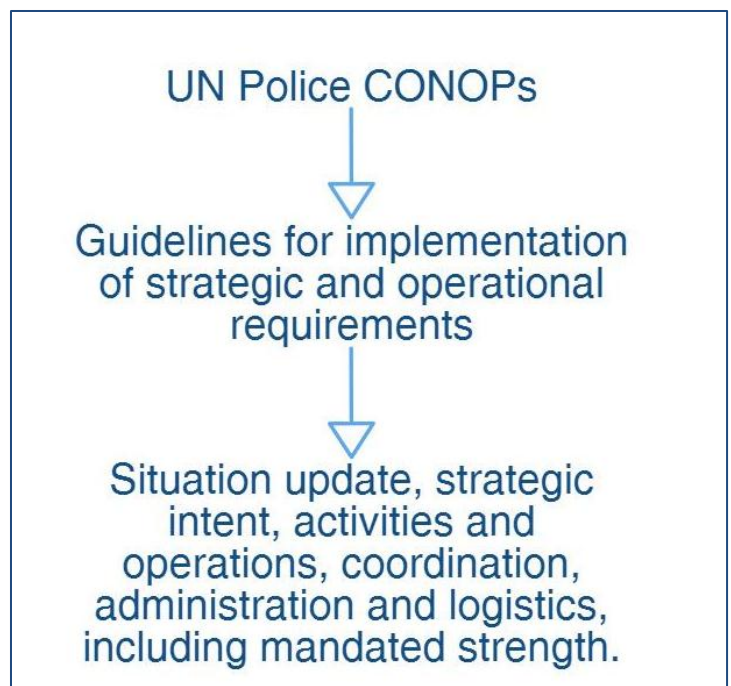 UN Police CONOPs
Guidelines for implementation
of strategic and operational
requirements
Situation update, strategic
intent, activities and
operations, coordination,
administration and logistics,
including mandated strength.